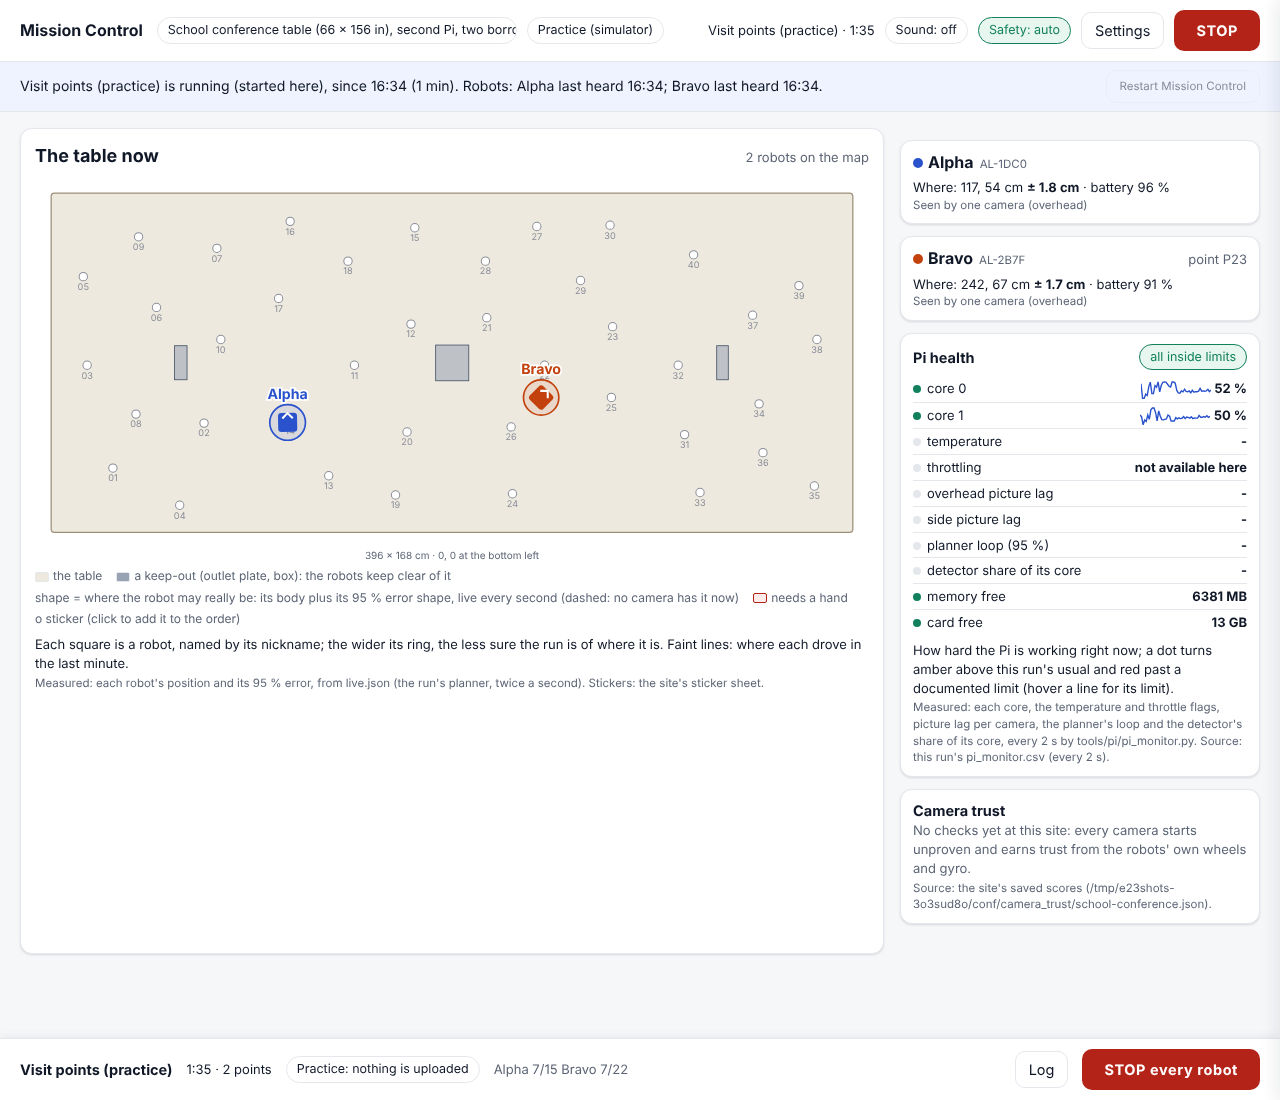 Mission Control
School conference table (66 × 156 in), second Pi, two borrc
Practice (simulator)
Visit points (practice) · 1:35
Sound: off
Safety: auto
Settings
STOP
Visit points (practice) is running (started here), since 16:34 (1 min). Robots: Alpha last heard 16:34; Bravo last heard 16:34.
Restart Mission Control
The table now
2 robots on the map
16
15
27
30
09
07
18
28
40
05
29
39
17
06
21
37
12
23
10
38
03
11
32
Bravo
Alpha
25
34
08
02
20
26
31
36
01
13
35
19
24
33
04
396 × 168 cm · 0, 0 at the bottom left
the table
a keep-out (outlet plate, box): the robots keep clear of it
shape = where the robot may really be: its body plus its 95 % error shape, live every second (dashed: no camera has it now)
needs a hand
o sticker (click to add it to the order)
Each square is a robot, named by its nickname; the wider its ring, the less sure the run is of where it is. Faint lines: where each drove in
the last minute.
Measured: each robot's position and its 95 % error, from live.json (the run's planner, twice a second). Stickers: the site's sticker sheet.
Alpha AL-1DC0
Where: 117, 54 cm ± 1.8 cm · battery 96 %
Seen by one camera (overhead)
Bravo AL-2B7F
point P23
Where: 242, 67 cm ± 1.7 cm · battery 91 %
Seen by one camera (overhead)
Pi health
all inside limits
core 0
52 %
core 1
50 %
temperature
-
throttling
not available here
overhead picture lag
-
side picture lag
-
planner loop (95 %)
-
detector share of its core
-
memory free
6381 MB
card free
13 GB
How hard the Pi is working right now; a dot turns
amber above this run's usual and red past a
documented limit (hover a line for its limit).
Measured: each core, the temperature and throttle flags,
picture lag per camera, the planner's loop and the detector's
share of its core, every 2 s by tools/pi/pi_monitor.py. Source:
this run's pi_monitor.csv (every 2 s).
Camera trust
No checks yet at this site: every camera starts
unproven and earns trust from the robots' own wheels
and gyro.
Source: the site's saved scores (/tmp/e23shots-
3o3sud8o/conf/camera_trust/school-conference.json).
Visit points (practice)
1:35 · 2 points
Practice: nothing is uploaded
Alpha 7/15 Bravo 7/22
Log
STOP every robot